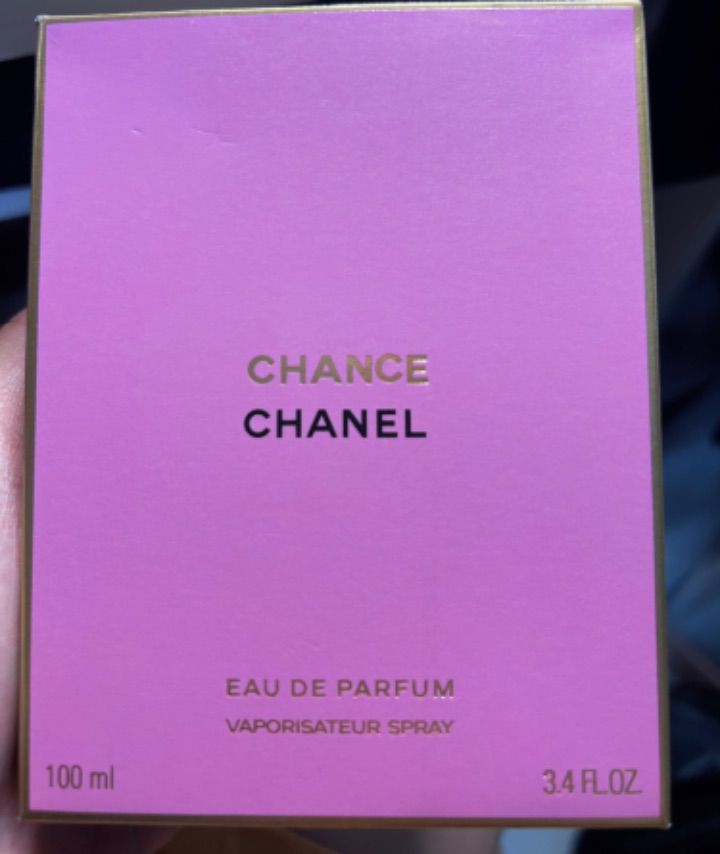 CHANCE
CHANEL
EAU DE PARFUM
VAPORISATEUR SPRAY
100 ml
3.4 FL.OZ.